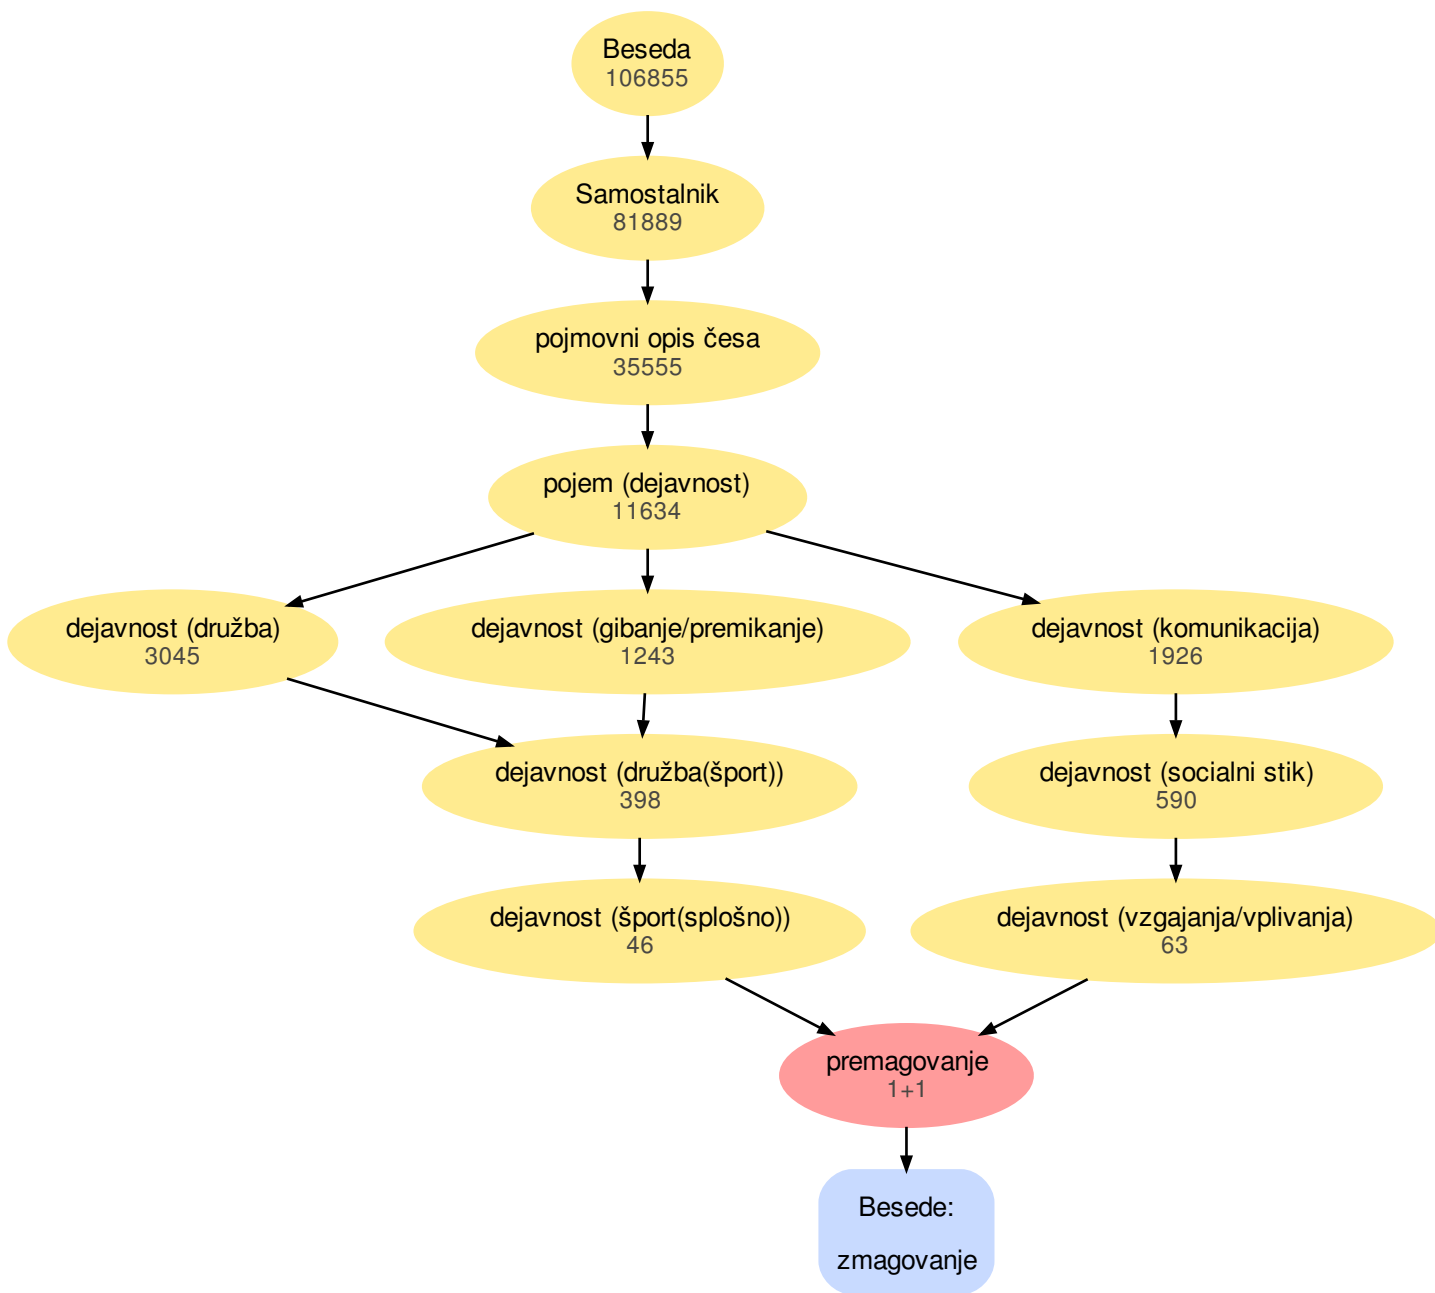 Beseda
106855
Samostalnik
81889
pojmovni opis česa
35555
pojem (dejavnost)
11634
dejavnost (družba)
3045
dejavnost (gibanje/premikanje)
1243
dejavnost (komunikacija)
1926
dejavnost (družba(šport))
398
dejavnost (socialni stik)
590
dejavnost (šport(splošno))
46
dejavnost (vzgajanja/vplivanja)
63
premagovanje
1+1
Besede:
zmagovanje